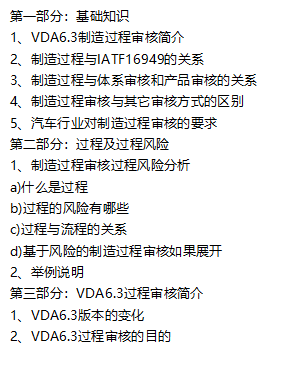 第一部分：基础知识
1、VDA6.3制造过程审核简介
2、制造过程与IATF16949的关系
3、制造过程与体系审核和产品审核的关系
4、制造过程审核与其它审核方式的区别
5、汽车行业对制造过程审核的要求
第二部分：过程及过程风险
1、制造过程审核过程风险分析
a)什么是过程
b)过程的风险有哪些
c)过程与流程的关系
d)基于风险的制造过程审核如果展开
2、举例说明
第三部分：VDA6.3过程审核简介
1、VDA6.3版本的变化
2、VDA6.3过程审核的目的